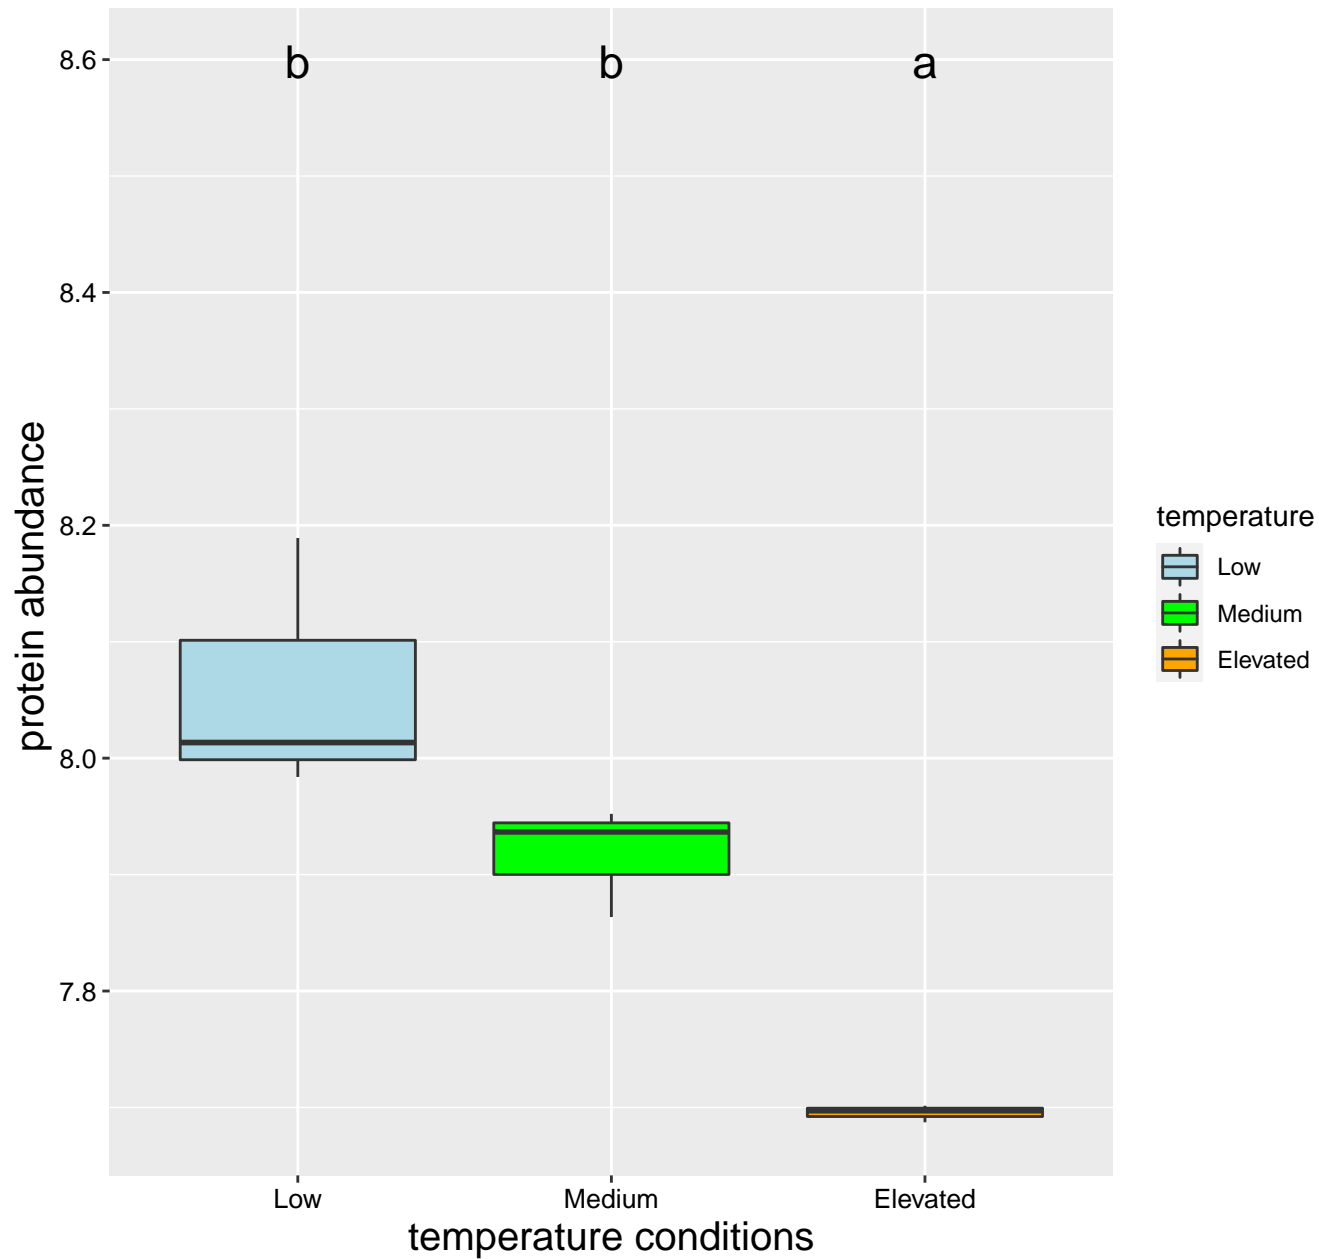 b b a
8.6
8.4
8.2
8.0
7.8
protein abundance
Low Medium Elevated
temperature conditions
temperature
Low
Medium
Elevated